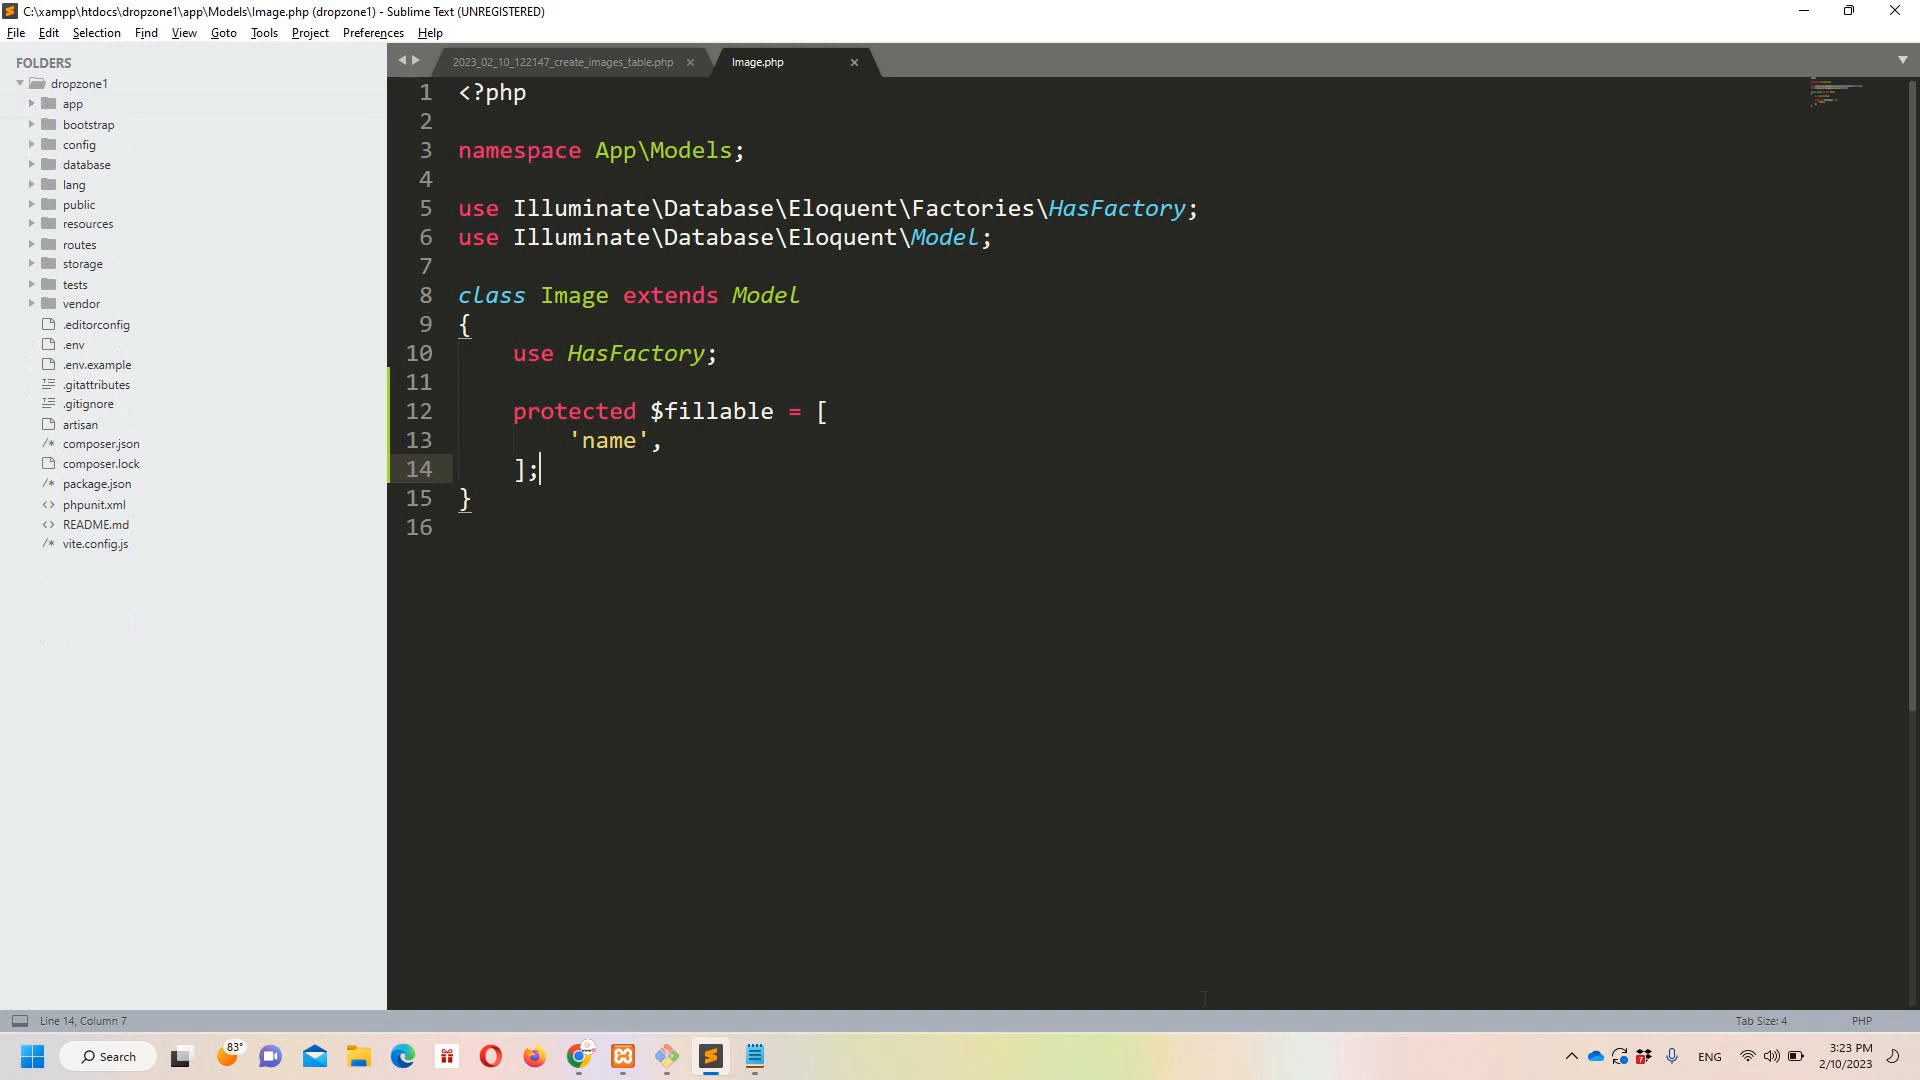 C:\xampp\htdocs\dropzone1\app\Models\Image.php (dropzone1) - Sublime Text (UNREGISTERED)
File Edit Selection Find View Goto Tools Project Preferences Help
FOLDERS
dropzone1
app
bootstrap
config
database
lang
public
resources
routes
storage
tests
vendor
.editorconfig
.env
.env.example
.gitattributes
.gitignore
artisan
/* composer.json
composer.lock
/* package.json
<> phpunit.xml
<> README.md
/* vite.config.js
2023_02_10_122147_create_images_table.php × Image.php ×
1 <?php
2
3 namespace App\Models;
4
5 use Illuminate\Database\Eloquent\Factories\HasFactory;
6 use Illuminate\Database\Eloquent\Model;
7
8 class Image extends Model
9 {
10     use HasFactory;
11
12     protected $fillable = [
13         'name',
14     ];
15 }
16
Line 14, Column 7 Tab Size: 4 PHP
Search 83° ENG 3:23 PM
2/10/2023